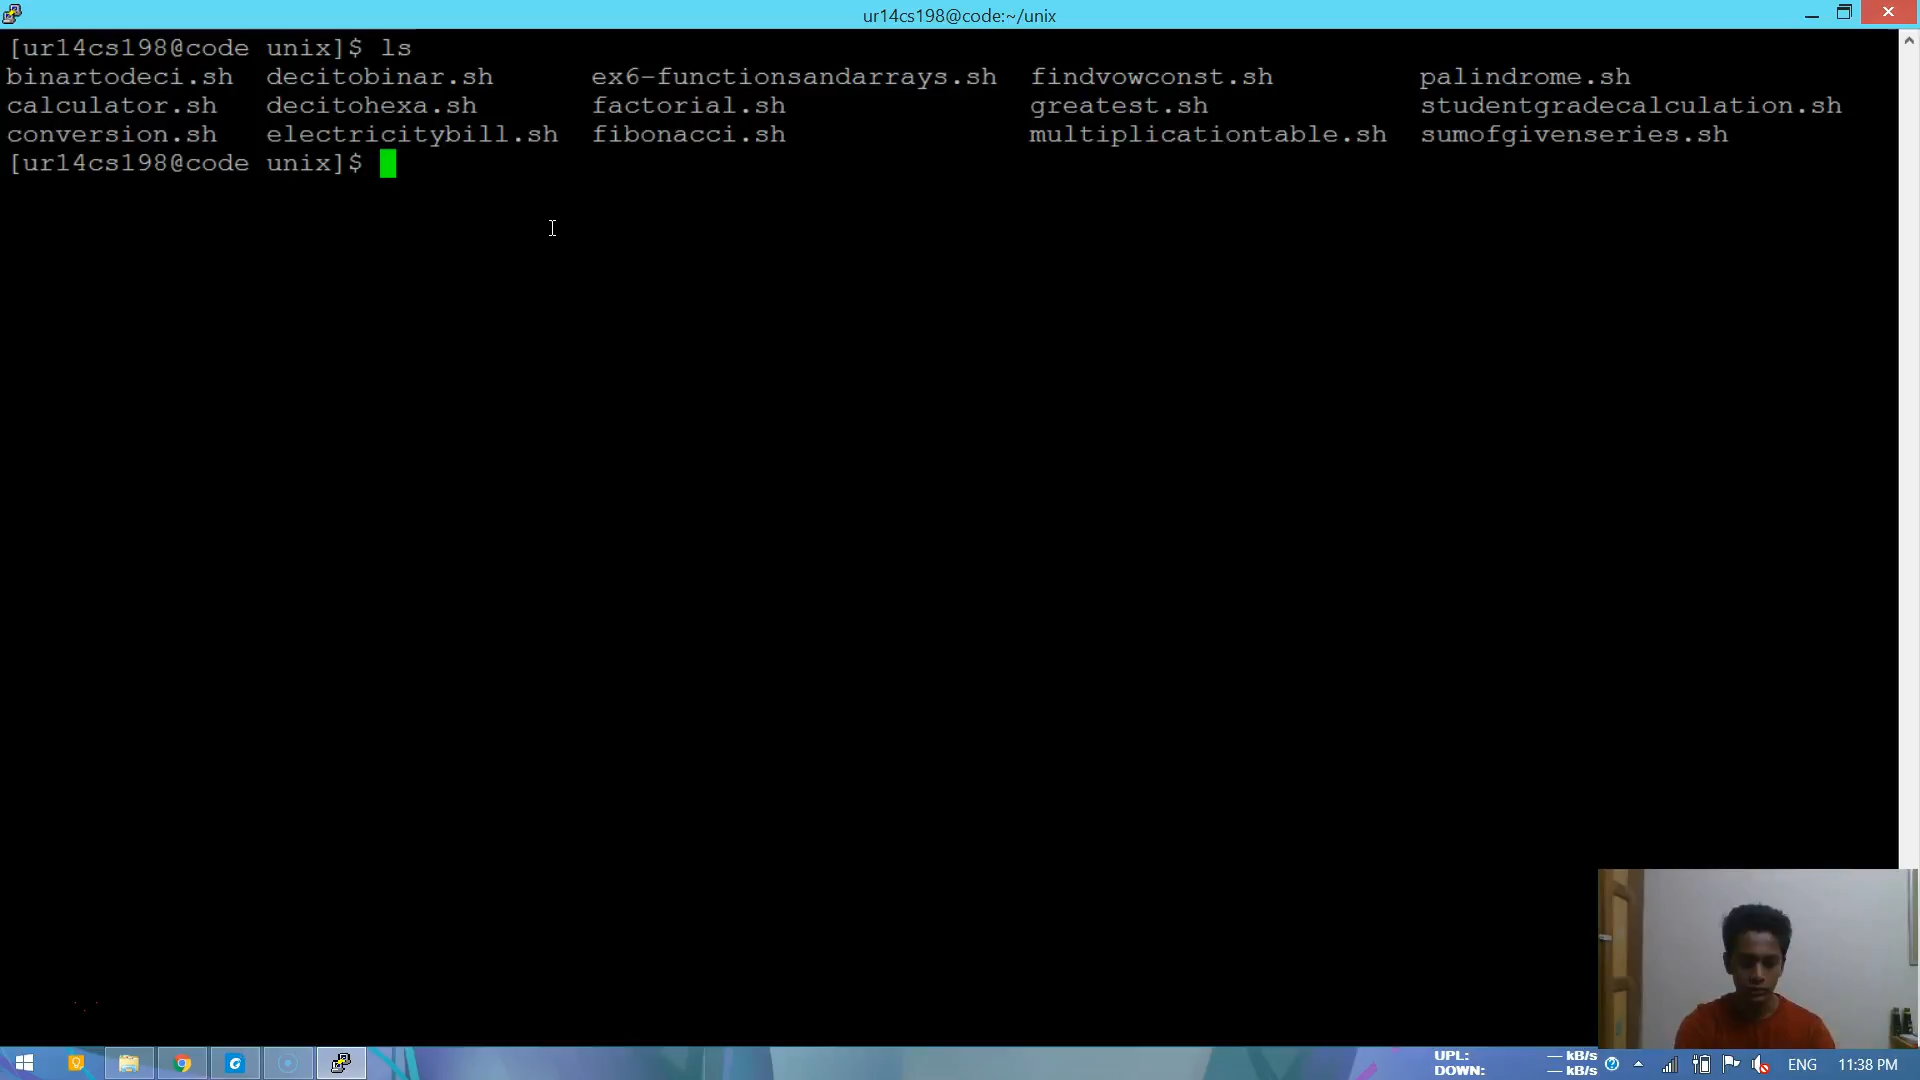 ur14cs198@code:~/unix
[ur14cs198@code unix]$ ls
binartodeci.sh decitobinar.sh ex6-functionsandarrays.sh findvowconst.sh palindrome.sh
calculator.sh decitohexa.sh factorial.sh greatest.sh studentgradecalculation.sh
conversion.sh electricitybill.sh fibonacci.sh multiplicationtable.sh sumofgivenseries.sh
[ur14cs198@code unix]$
UPL: — kB/s
DOWN: — kB/s
ENG 11:38 PM